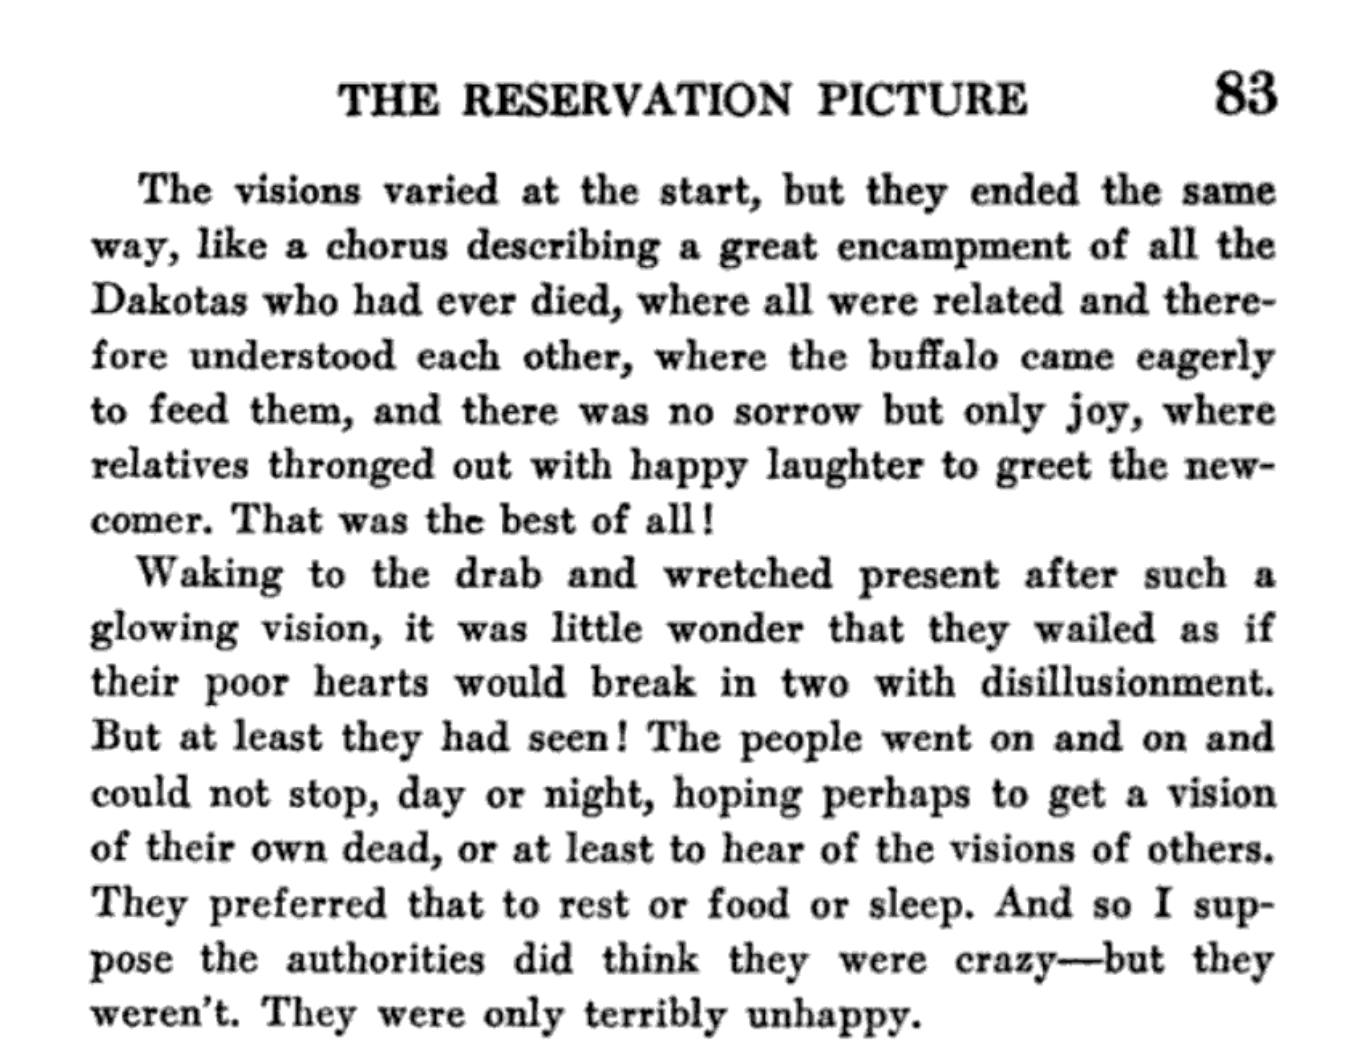 THE RESERVATION PICTURE 83
The visions varied at the start, but they ended the same
way, like a chorus describing a great encampment of all the
Dakotas who had ever died, where all were related and there-
fore understood each other, where the buffalo came eagerly
to feed them, and there was no sorrow but only joy, where
relatives thronged out with happy laughter to greet the new-
comer. That was the best of all!
Waking to the drab and wretched present after such a
glowing vision, it was little wonder that they wailed as if
their poor hearts would break in two with disillusionment.
But at least they had seen! The people went on and on and
could not stop, day or night, hoping perhaps to get a vision
of their own dead, or at least to hear of the visions of others.
They preferred that to rest or food or sleep. And so I sup-
pose the authorities did think they were crazy—but they
weren't. They were only terribly unhappy.